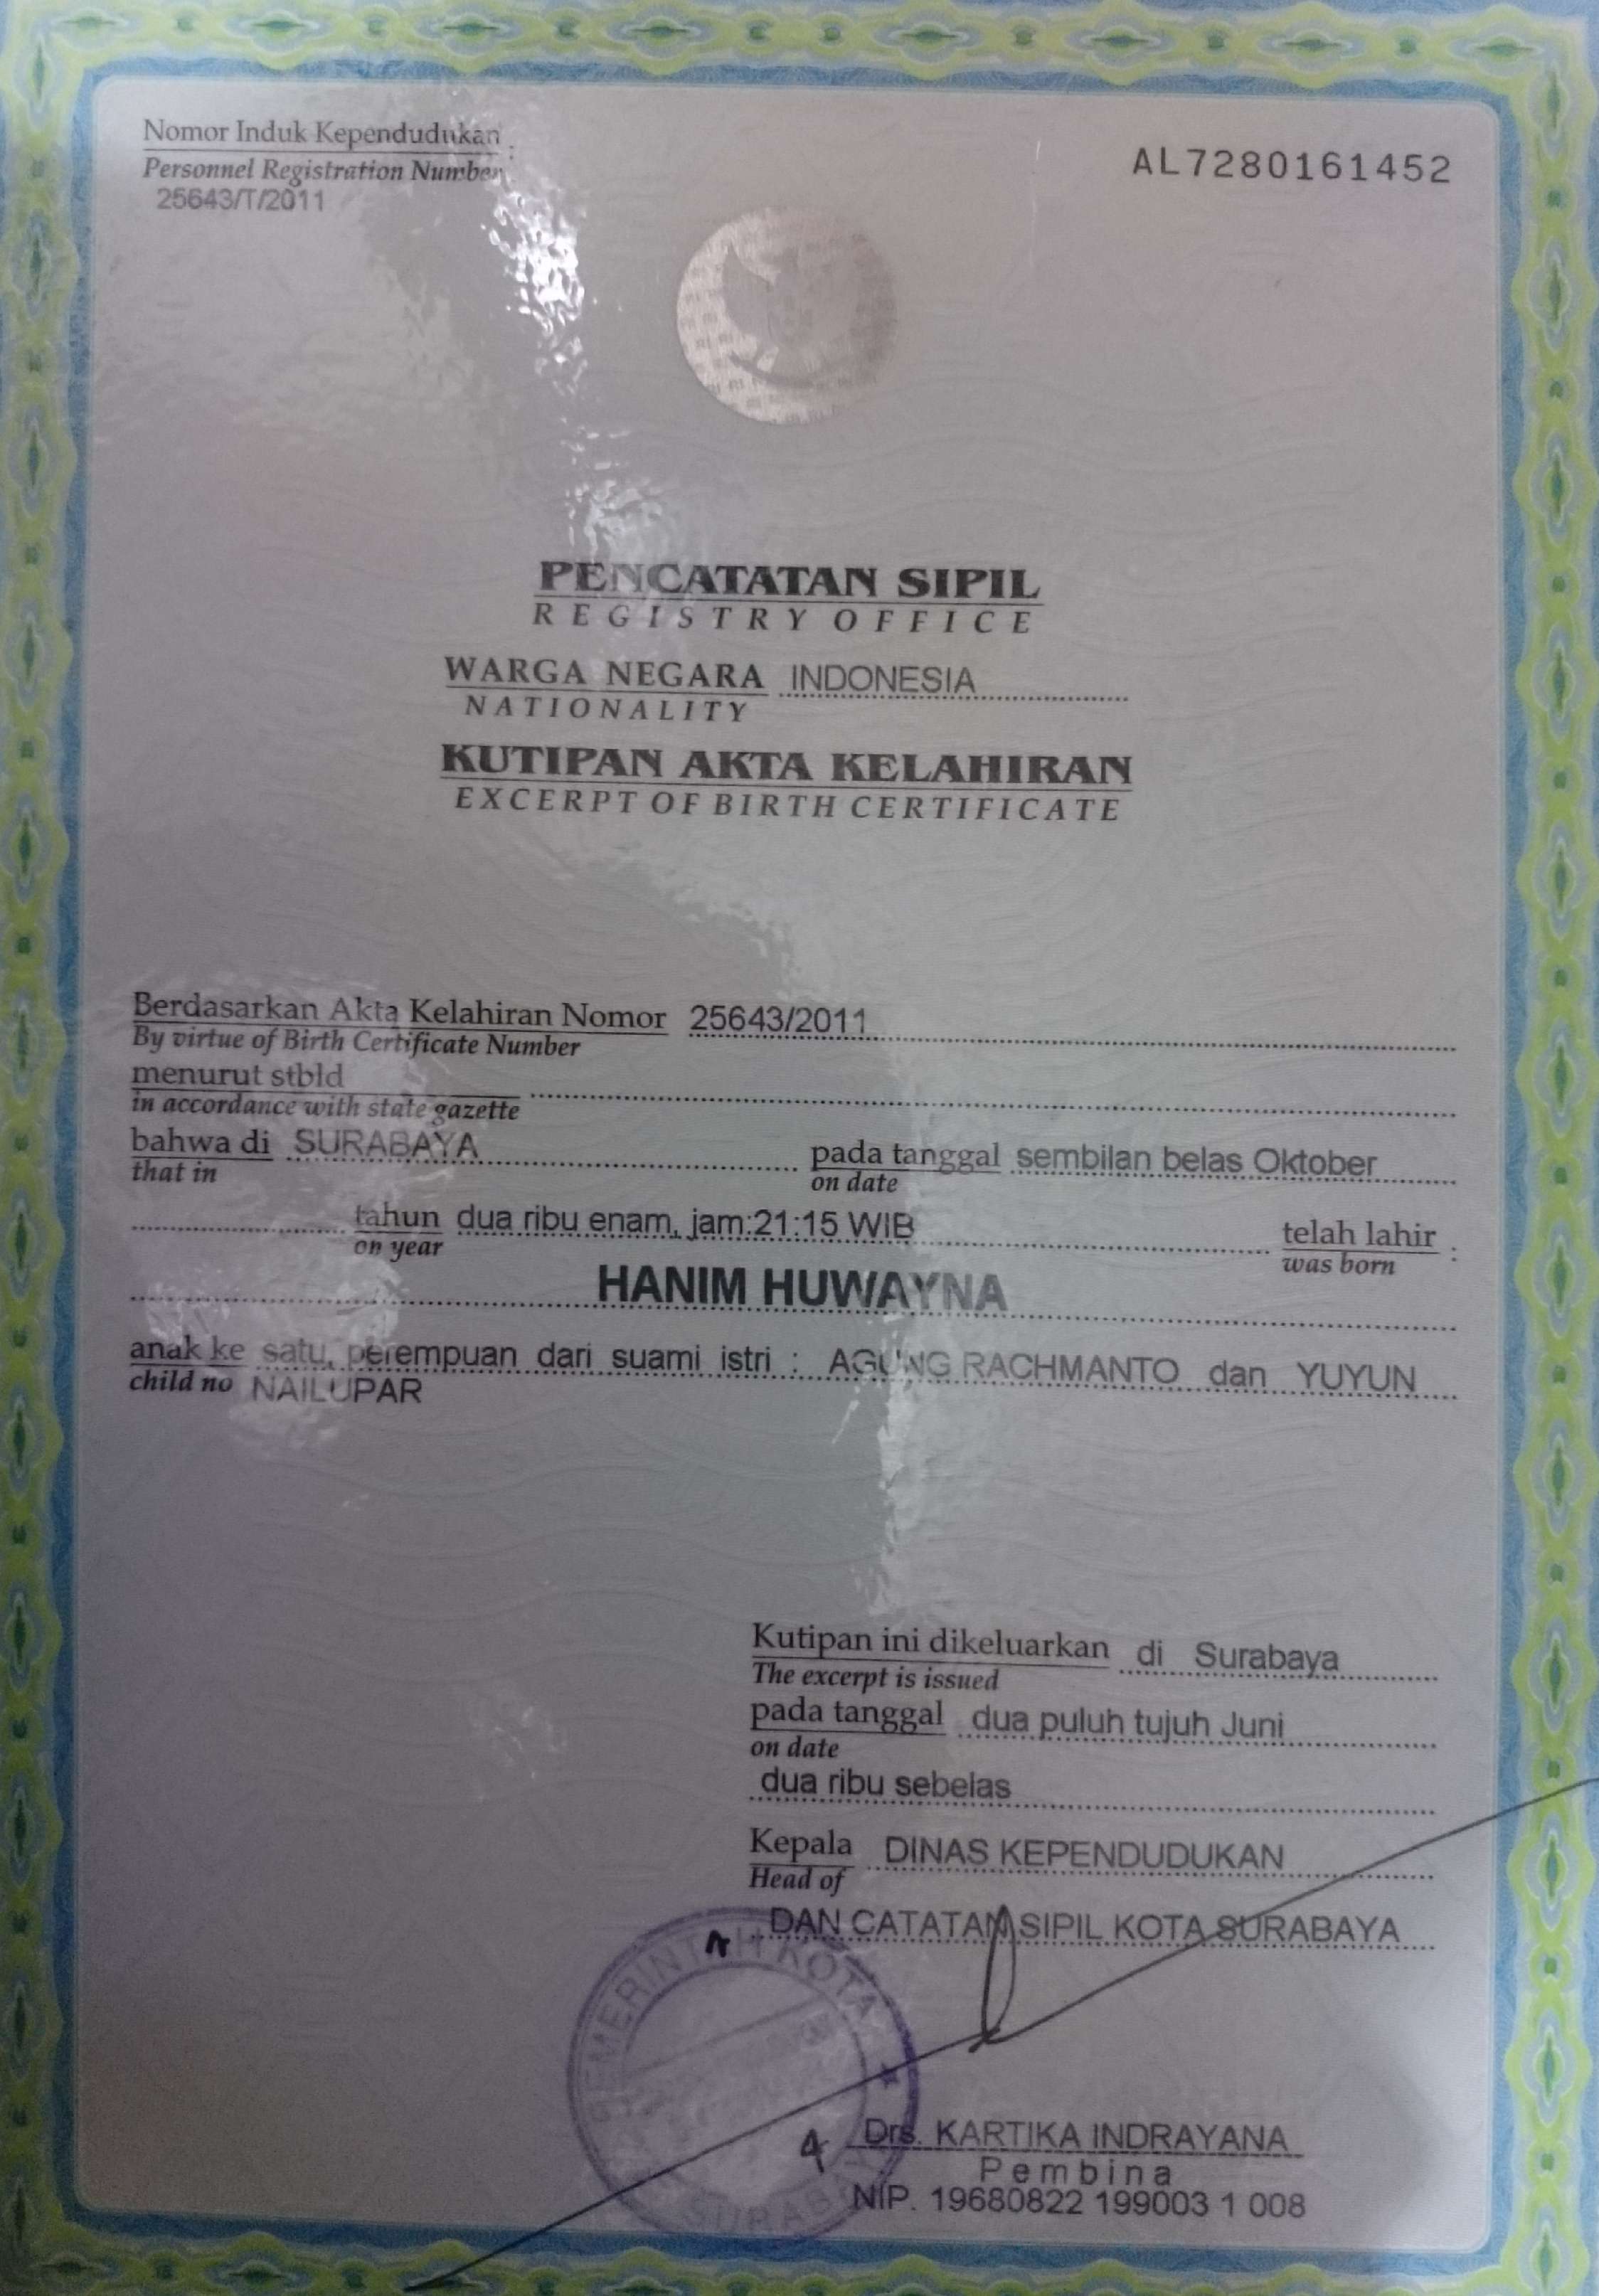 Nomor Induk Kependudukan :
Personnel Registration Number
25643/T/2011
AL7280161452
PENCATATAN SIPIL
REGISTRY OFFICE
WARGA NEGARA INDONESIA
NATIONALITY
KUTIPAN AKTA KELAHIRAN
EXCERPT OF BIRTH CERTIFICATE
Berdasarkan Akta Kelahiran Nomor 25643/2011
By virtue of Birth Certificate Number
menurut stbld
in accordance with state gazette
bahwa di SURABAYA pada tanggal sembilan belas Oktober
that in on date
tahun dua ribu enam, jam:21:15 WIB telah lahir :
on year was born
HANIM HUWAYNA
anak ke satu, perempuan dari suami istri : AGUNG RACHMANTO dan YUYUN
child no NAILUPAR
Kutipan ini dikeluarkan di Surabaya
The excerpt is issued
pada tanggal dua puluh tujuh Juni
on date
dua ribu sebelas
Kepala DINAS KEPENDUDUKAN
Head of
DAN CATATAN SIPIL KOTA SURABAYA
PEMERINTAH KOTA
SURABAYA
Drs. KARTIKA INDRAYANA
Pembina
NIP. 19680822 199003 1 008